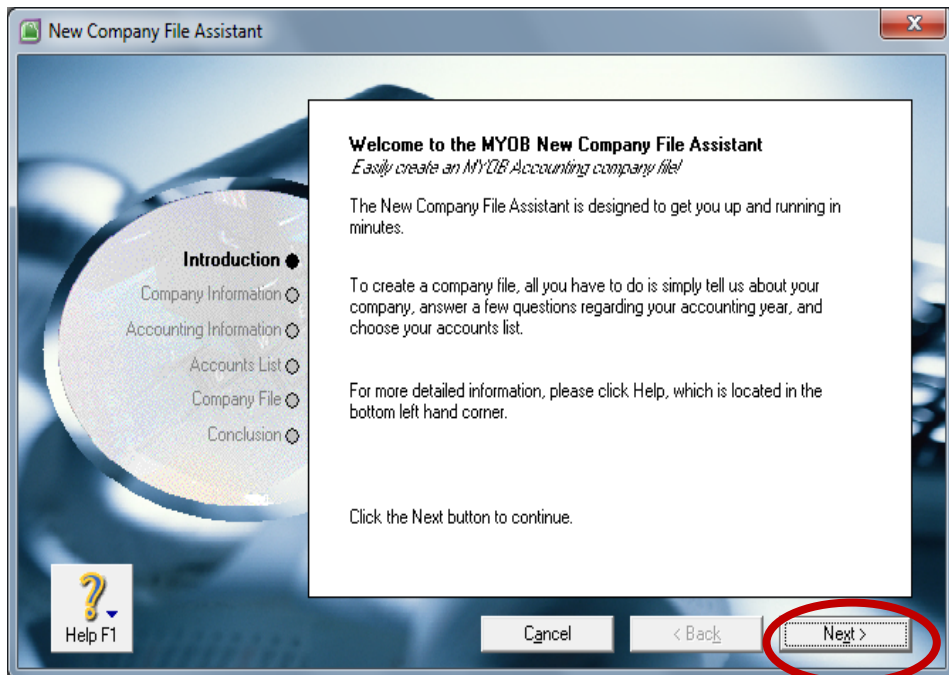 New Company File Assistant
X
Welcome to the MYOB New Company File Assistant
Easily create an MYOB Accounting company file!
The New Company File Assistant is designed to get you up and running in
minutes.
To create a company file, all you have to do is simply tell us about your
company, answer a few questions regarding your accounting year, and
choose your accounts list.
For more detailed information, please click Help, which is located in the
bottom left hand corner.
Click the Next button to continue.
Introduction
Company Information
Accounting Information
Accounts List
Company File
Conclusion
Help F1
Cancel
< Back
Next >